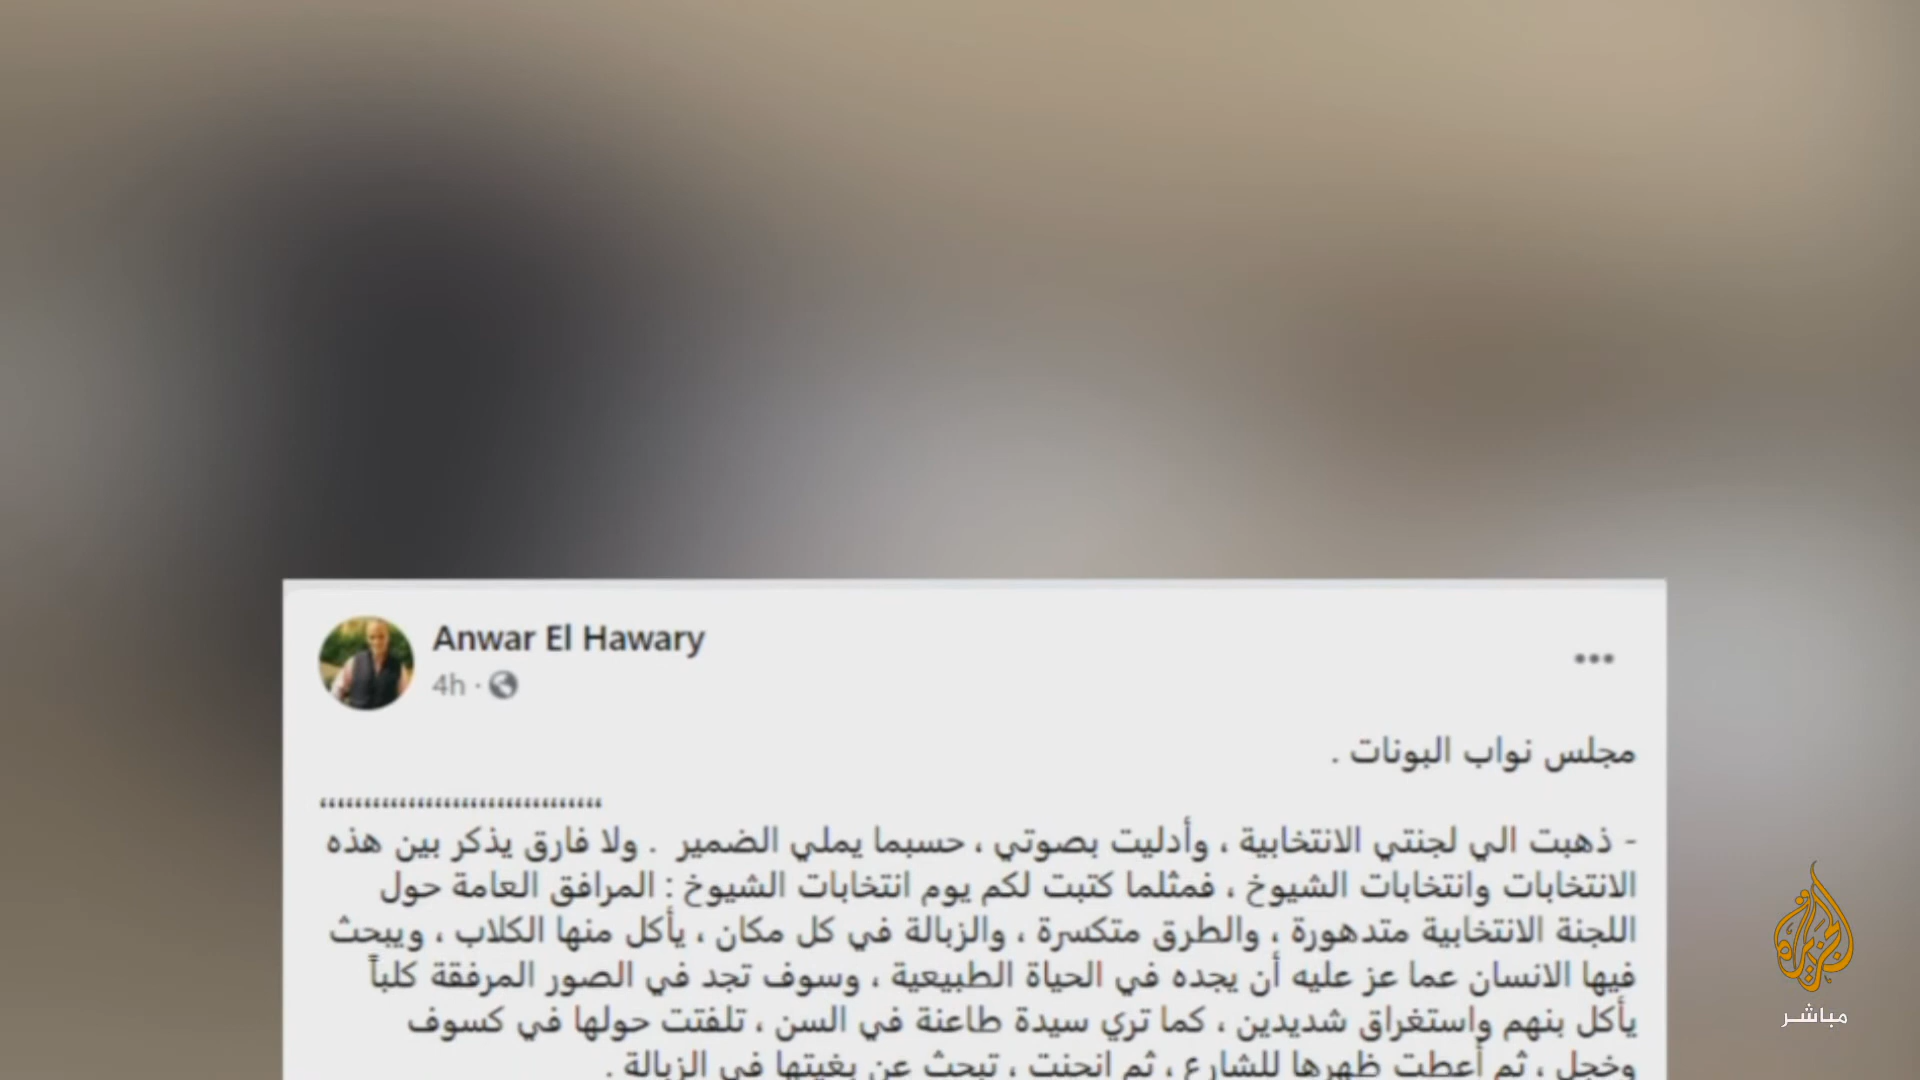 Anwar El Hawary
4h ·
مجلس نواب البونات .
،،،،،،،،،،،،،،،،،،،،،،،،،،،،،،،،
- ذهبت الي لجنتي الانتخابية ، وأدليت بصوتي ، حسبما يملي الضمير . ولا فارق يذكر بين هذه
الانتخابات وانتخابات الشيوخ ، فمثلما كتبت لكم يوم انتخابات الشيوخ : المرافق العامة حول
اللجنة الانتخابية متدهورة ، والطرق متكسرة ، والزبالة في كل مكان ، يأكل منها الكلاب ، ويبحث
فيها الانسان عما عز عليه أن يجده في الحياة الطبيعية ، وسوف تجد في الصور المرفقة كلباً
يأكل بنهم واستغراق شديدين ، كما تري سيدة طاعنة في السن ، تلفتت حولها في كسوف
وخجل ، ثم أعطت ظهرها للشارع ، ثم انحنت ، تبحث عن بغيتها في الزبالة .
الجزيرة
مباشر